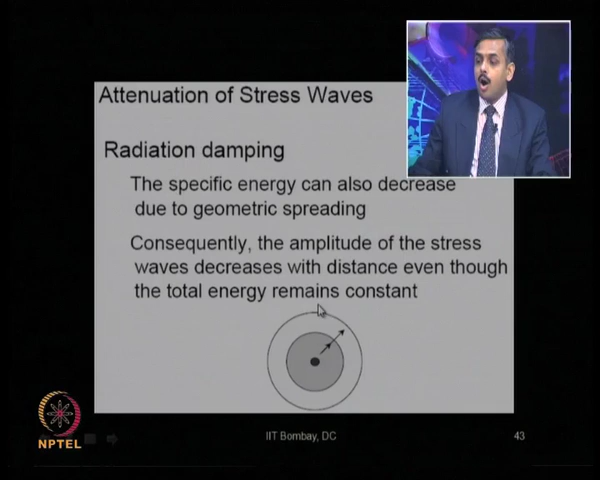 Attenuation of Stress Waves
Radiation damping
The specific energy can also decrease
due to geometric spreading
Consequently, the amplitude of the stress
waves decreases with distance even though
the total energy remains constant
NPTEL
IIT Bombay, DC
43